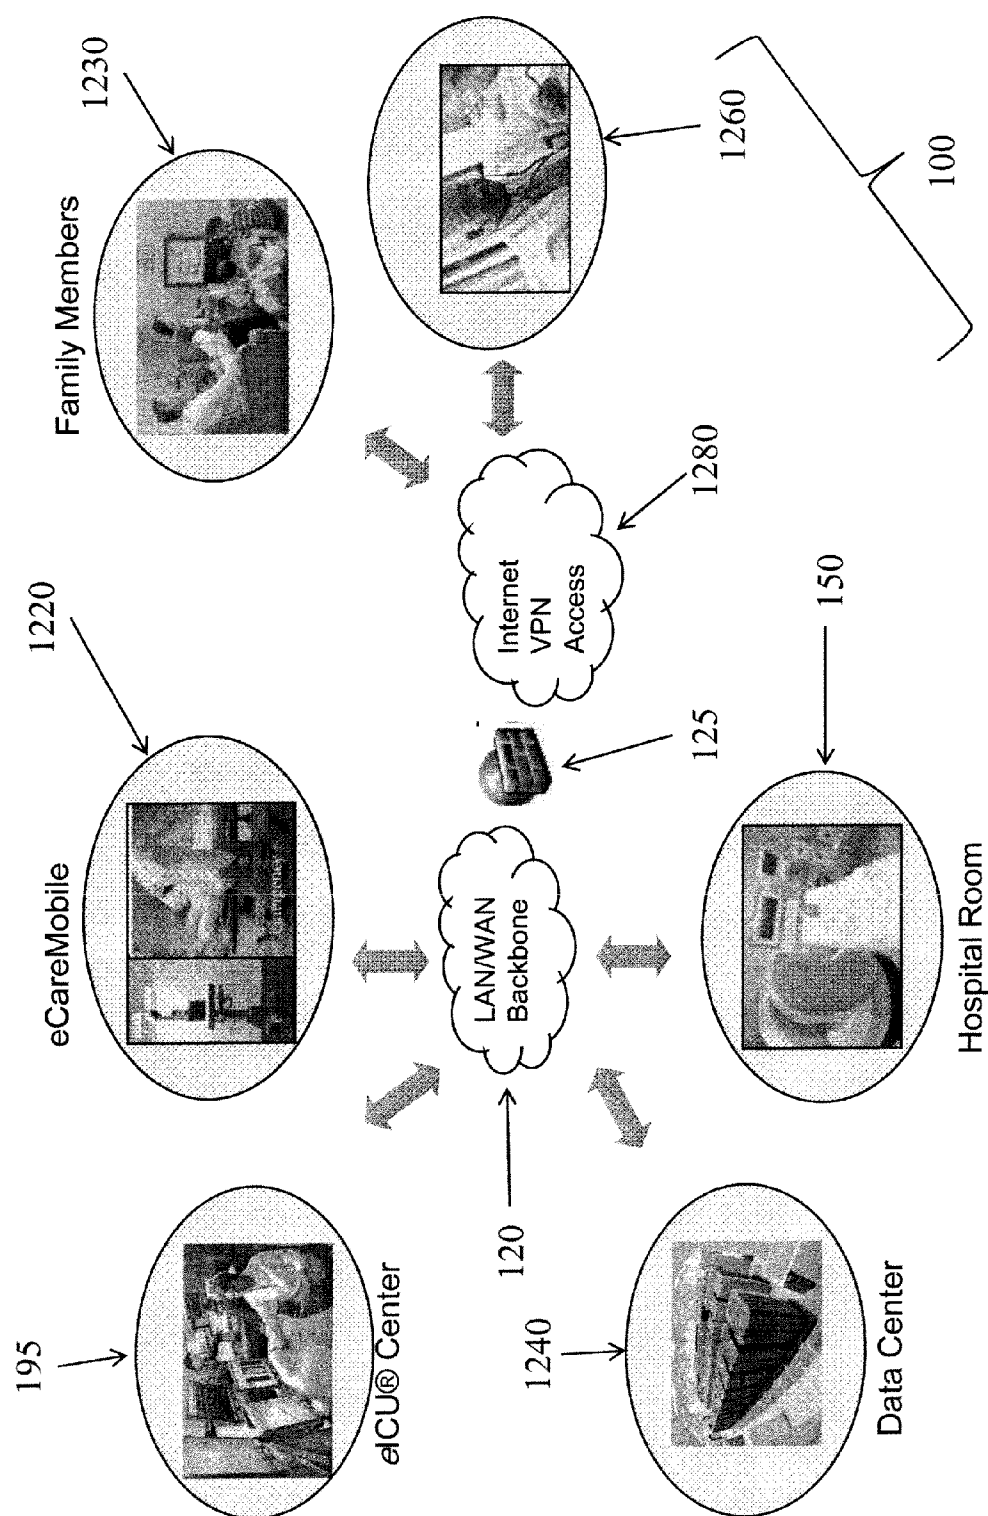 195
1220
eCareMobile
Family Members
1230
eICU® Center
LAN/WAN
Backbone
Internet
VPN
Access
120
1240
125
1280
1260
150
100
Data Center
Hospital Room